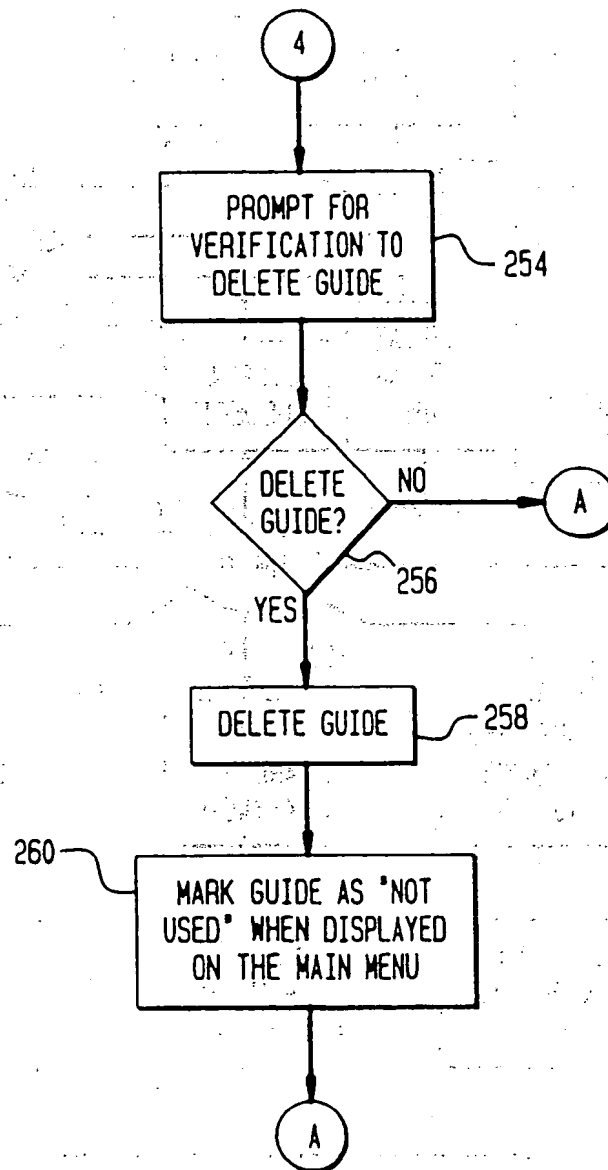 4
PROMPT FOR
VERIFICATION TO
DELETE GUIDE
254
DELETE
GUIDE?
NO
A
256
YES
DELETE GUIDE
258
260
MARK GUIDE AS "NOT
USED" WHEN DISPLAYED
ON THE MAIN MENU
A